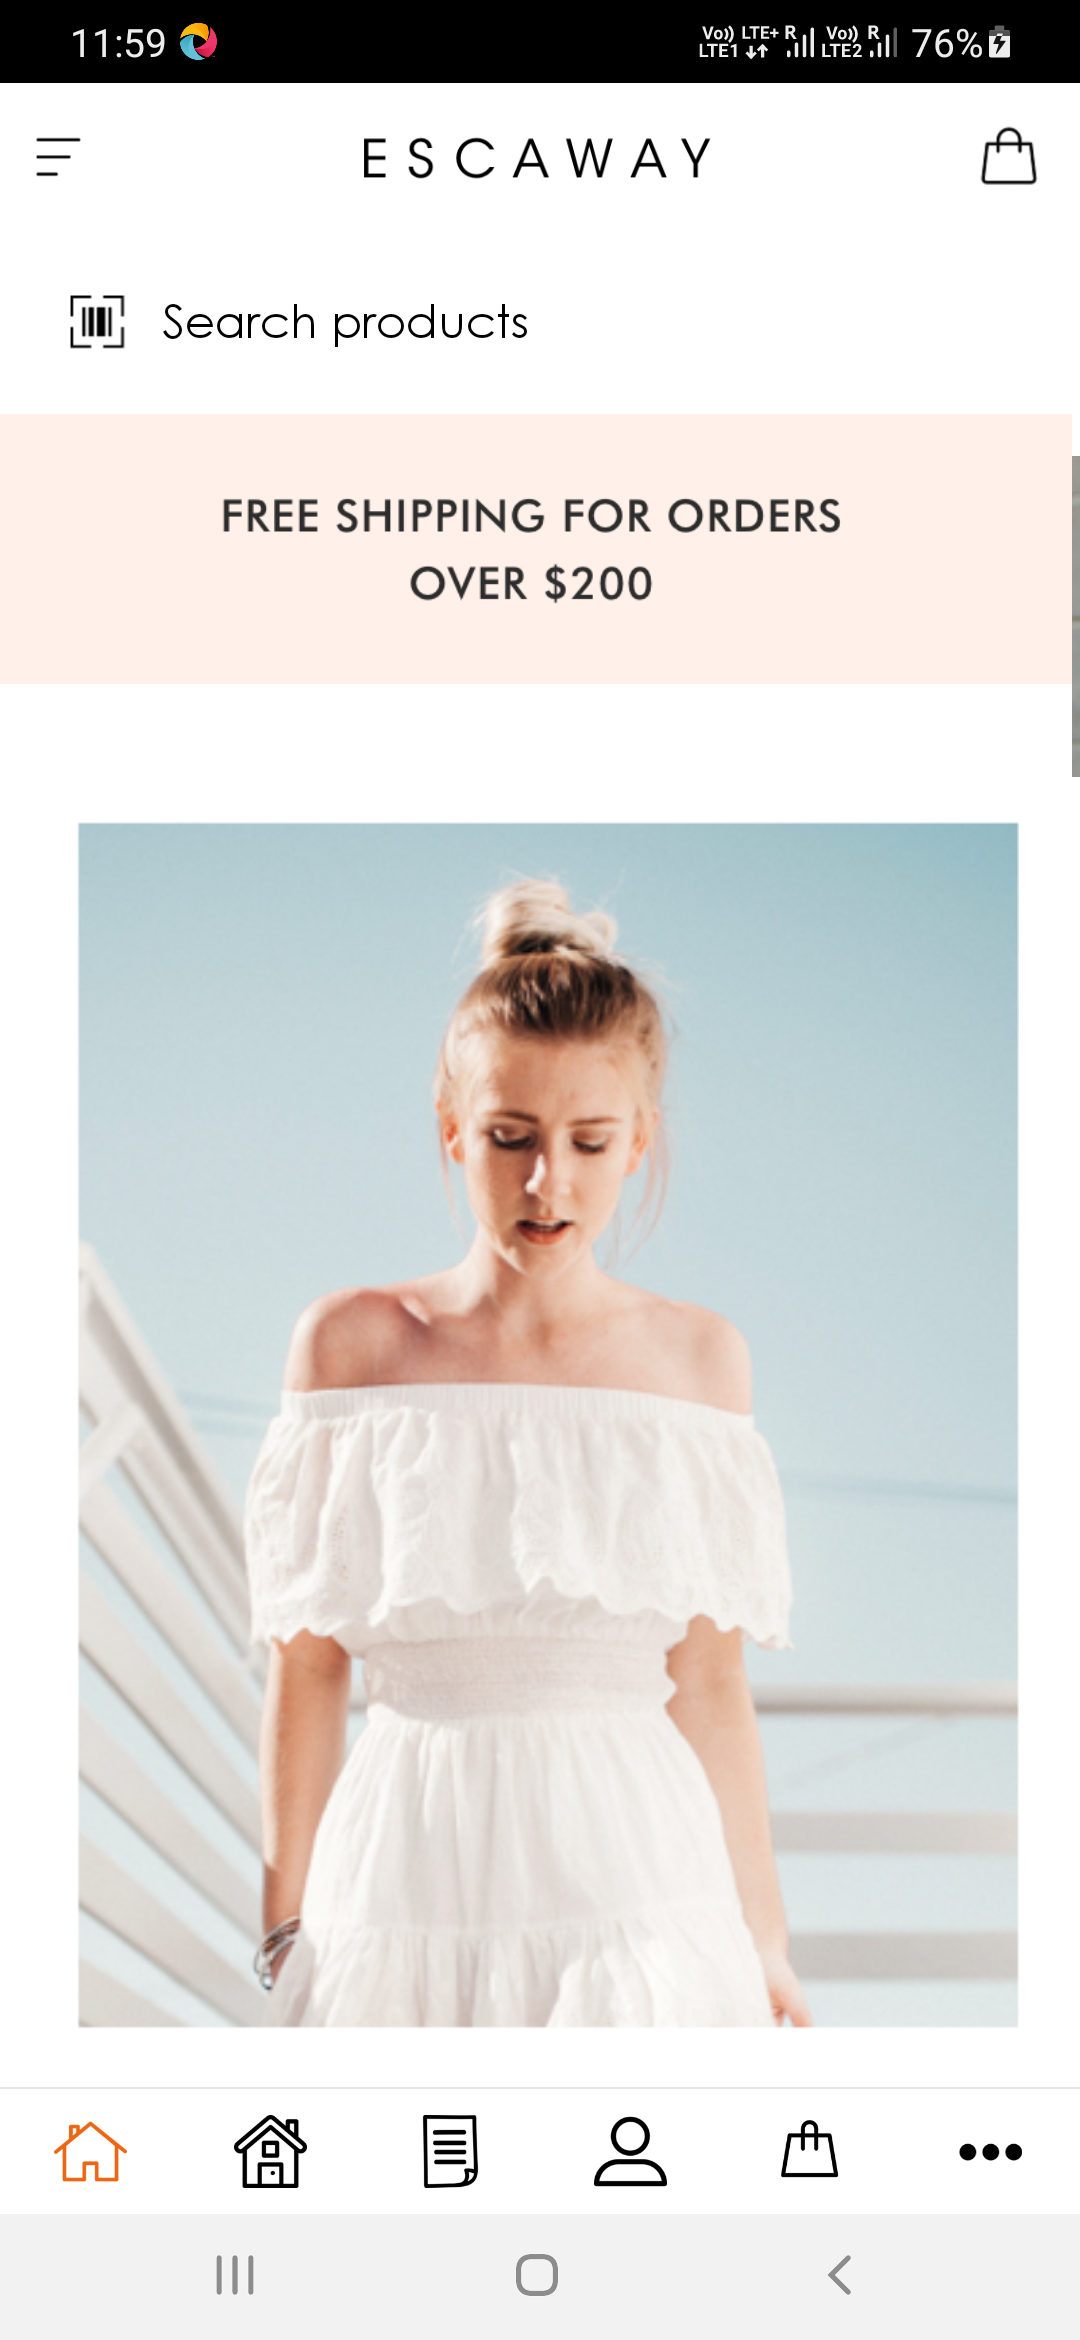 11:59
Vo)) LTE+ R Vo)) R
LTE1 LTE2 76%
ESCAWAY
Search products
FREE SHIPPING FOR ORDERS
OVER $200